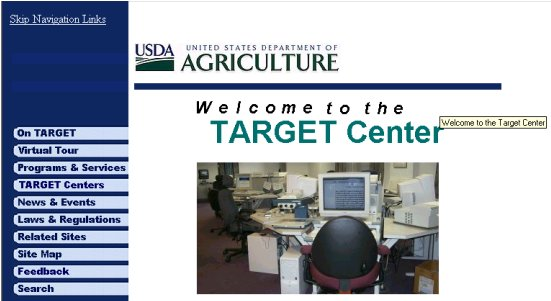 Skip Navigation Links
USDA UNITED STATES DEPARTMENT OF
AGRICULTURE
Welcome to the
TARGET Center
Welcome to the Target Center
On TARGET
Virtual Tour
Programs & Services
TARGET Centers
News & Events
Laws & Regulations
Related Sites
Site Map
Feedback
Search